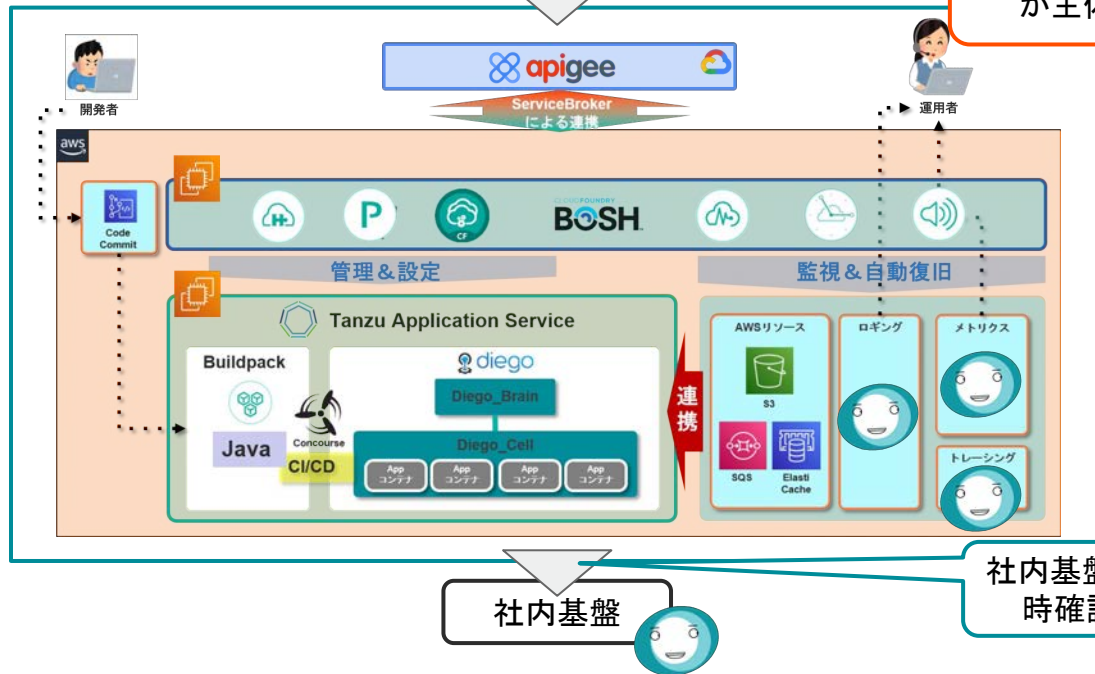 が主体
apigee
開発者
運用者
ServiceBroker
による連携
aws
Code
Commit
P
CF
CLOUDFOUNDRY
BOSH
管理&設定
監視&自動復旧
Tanzu Application Service
Buildpack
Java
Concourse
CI/CD
diego
Diego_Brain
Diego_Cell
App
コンテナ
App
コンテナ
App
コンテナ
App
コンテナ
連
携
AWSリソース
S3
SQS
Elasti
Cache
ロギング
メトリクス
トレーシング
社内基盤
時確
社内基盤